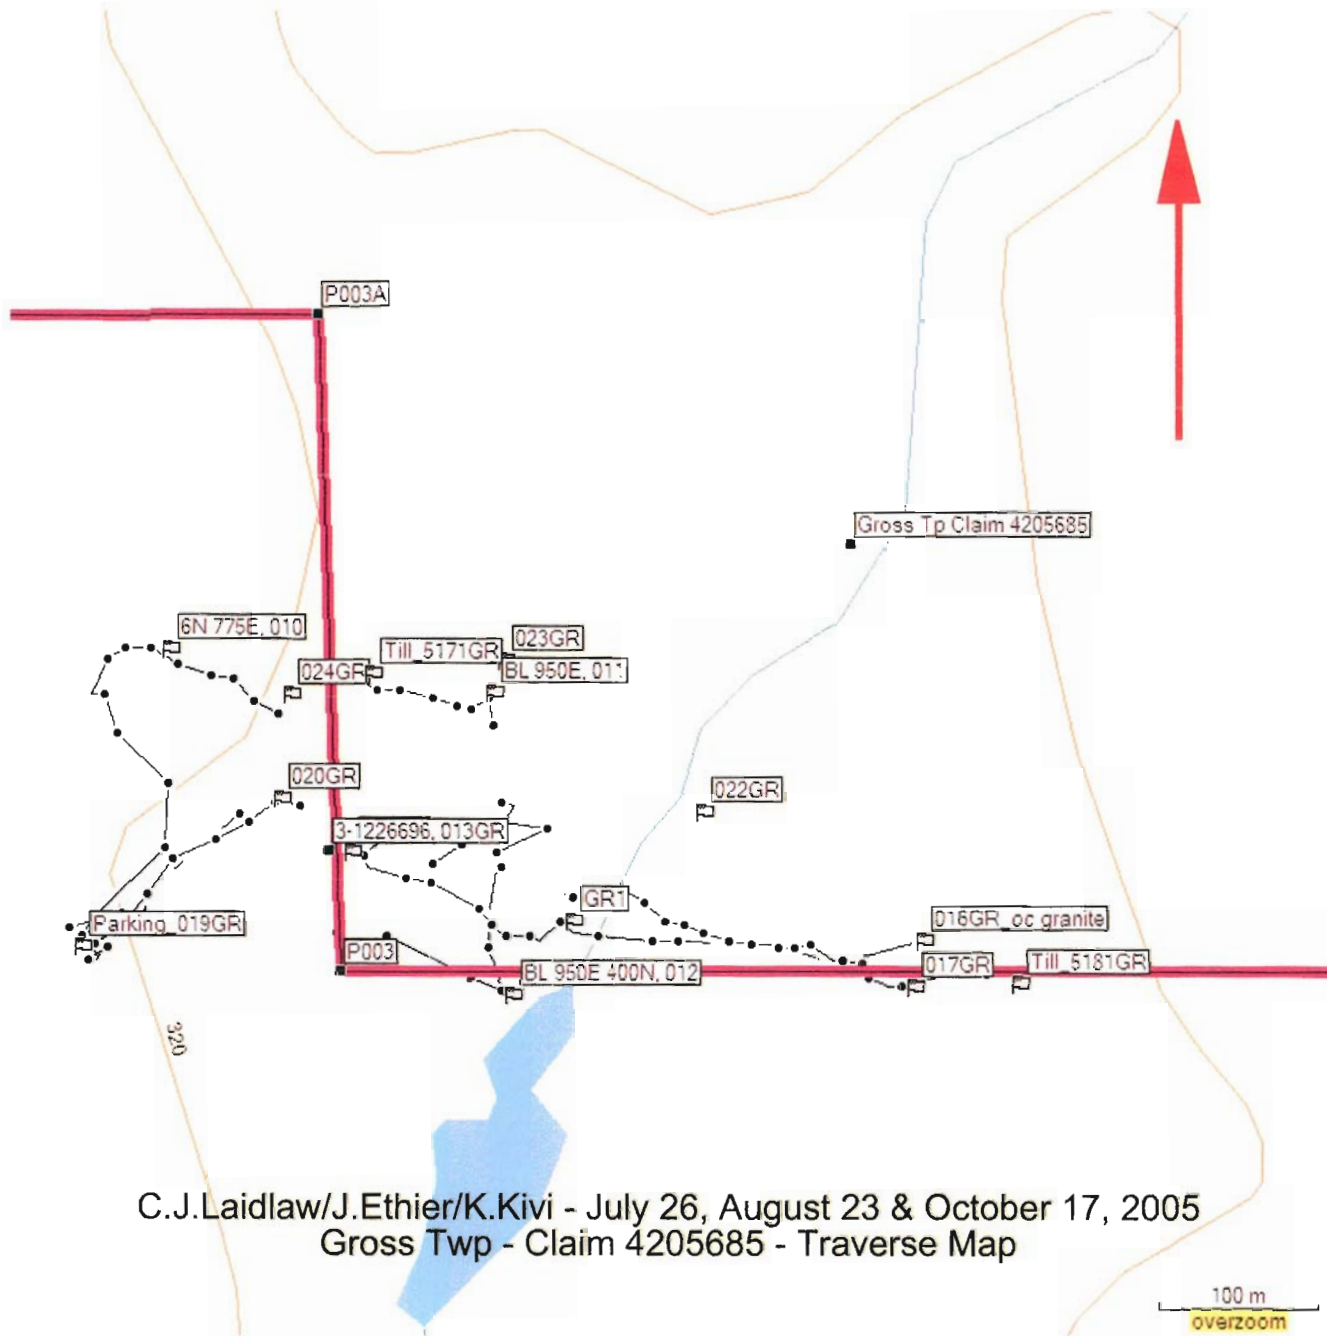 P003A
Gross Tp Claim 4205685
6N 775E, 010
023GR
Till_5171GR
024GR
BL 950E, 011
020GR
022GR
3-1226696, 013GR
GR1
Parking_019GR
016GR_oc granite
P003
017GR
Till_5181GR
BL 950E 400N, 012
320
C.J.Laidlaw/J.Ethier/K.Kivi - July 26, August 23 & October 17, 2005
Gross Twp - Claim 4205685 - Traverse Map
100 m
overzoom